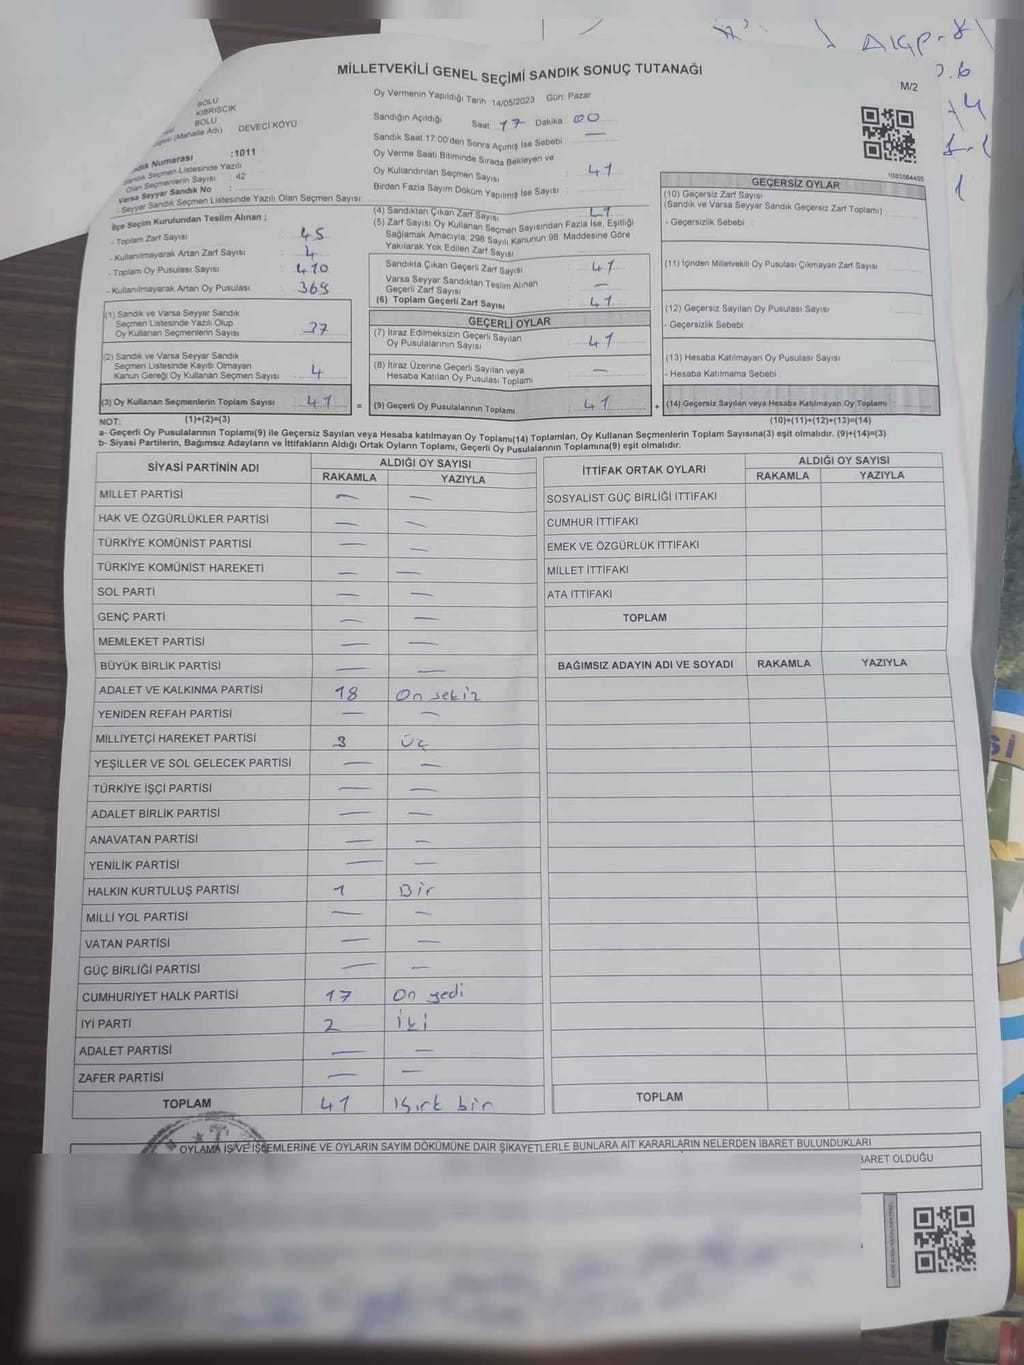 AKP-8
MİLLETVEKİLİ GENEL SEÇİMİ SANDIK SONUÇ TUTANAĞI
M/2
BOLU
KIBRISCIK
BOLU
(Mahalle Adı) DEVECİ KÖYÜ
Numarası :1011
Sandık Seçmen Listesinde Yazılı
Olan Seçmenlerin Sayısı : 42
Varsa Seyyar Sandık No :
- Seyyar Sandık Seçmen Listesinde Yazılı Olan Seçmen Sayısı
Oy Vermenin Yapıldığı Tarih :14/05/2023 Gün: Pazar
Sandığın Açıldığı Saat 17 Dakika 00
Sandık Saat 17.00'den Sonra Açılmış İse Sebebi : —
Oy Verme Saati Bitiminde Sırada Bekleyen ve
Oy Kullandırılan Seçmen Sayısı : 41
Birden Fazla Sayım Döküm Yapılmış İse Sayısı :
İlçe Seçim Kurulundan Teslim Alınan ;
- Toplam Zarf Sayısı : 45
- Kullanılmayarak Artan Zarf Sayısı : 4
- Toplam Oy Pusulası Sayısı : 410
- Kullanılmayarak Artan Oy Pusulası : 369
(1) Sandık ve Varsa Seyyar Sandık
Seçmen Listesinde Yazılı Olup
Oy Kullanan Seçmenlerin Sayısı : 37
(2) Sandık ve Varsa Seyyar Sandık
Seçmen Listesinde Kayıtlı Olmayan
Kanun Gereği Oy Kullanan Seçmen Sayısı : 4
(3) Oy Kullanan Seçmenlerin Toplam Sayısı : 41
(1)+(2)=(3)
(4) Sandıktan Çıkan Zarf Sayısı : 41
(5) Zarf Sayısı Oy Kullanan Seçmen Sayısından Fazla İse, Eşitliği
Sağlamak Amacıyla; 298 Sayılı Kanunun 98. Maddesine Göre
Yakılarak Yok Edilen Zarf Sayısı :
Sandıkta Çıkan Geçerli Zarf Sayısı : 41
Varsa Seyyar Sandıktan Teslim Alınan
Geçerli Zarf Sayısı : —
(6) Toplam Geçerli Zarf Sayısı : 41
GEÇERLİ OYLAR
(7) İtiraz Edilmeksizin Geçerli Sayılan
Oy Pusulalarının Sayısı : 41
(8) İtiraz Üzerine Geçerli Sayılan veya
Hesaba Katılan Oy Pusulası Toplamı : —
= (9) Geçerli Oy Pusulalarının Toplamı : 41
1083564455
GEÇERSİZ OYLAR
(10) Geçersiz Zarf Sayısı
(Sandık ve Varsa Seyyar Sandık Geçersiz Zarf Toplamı) :
- Geçersizlik Sebebi :
(11) İçinden Milletvekili Oy Pusulası Çıkmayan Zarf Sayısı :
(12) Geçersiz Sayılan Oy Pusulası Sayısı :
- Geçersizlik Sebebi :
(13) Hesaba Katılmayan Oy Pusulası Sayısı :
- Hesaba Katılmama Sebebi :
+ (14) Geçersiz Sayılan veya Hesaba Katılmayan Oy Toplamı :
(10)+(11)+(12)+(13)=(14)
NOT:
a- Geçerli Oy Pusulalarının Toplamı(9) ile Geçersiz Sayılan veya Hesaba katılmayan Oy Toplamı(14) Toplamları, Oy Kullanan Seçmenlerin Toplam Sayısına(3) eşit olmalıdır. (9)+(14)=(3)
b- Siyasi Partilerin, Bağımsız Adayların ve İttifakların Aldığı Ortak Oyların Toplamı, Geçerli Oy Pusulalarının Toplamına(9) eşit olmalıdır.
SİYASİ PARTİNİN ADI ALDIĞI OY SAYISI
RAKAMLA YAZIYLA
MİLLET PARTİSİ — —
HAK VE ÖZGÜRLÜKLER PARTİSİ — —
TÜRKİYE KOMÜNİST PARTİSİ — —
TÜRKİYE KOMÜNİST HAREKETİ — —
SOL PARTİ — —
GENÇ PARTİ — —
MEMLEKET PARTİSİ — —
BÜYÜK BİRLİK PARTİSİ — —
ADALET VE KALKINMA PARTİSİ 18 On sekiz
YENİDEN REFAH PARTİSİ — —
MİLLİYETÇİ HAREKET PARTİSİ 3 Üç
YEŞİLLER VE SOL GELECEK PARTİSİ — —
TÜRKİYE İŞÇİ PARTİSİ — —
ADALET BİRLİK PARTİSİ — —
ANAVATAN PARTİSİ — —
YENİLİK PARTİSİ — —
HALKIN KURTULUŞ PARTİSİ 1 Bir
MİLLİ YOL PARTİSİ — —
VATAN PARTİSİ — —
GÜÇ BİRLİĞİ PARTİSİ — —
CUMHURİYET HALK PARTİSİ 17 On yedi
İYİ PARTİ 2 İki
ADALET PARTİSİ — —
ZAFER PARTİSİ — —
TOPLAM 41 Kırk bir
İTTİFAK ORTAK OYLARI ALDIĞI OY SAYISI
RAKAMLA YAZIYLA
SOSYALİST GÜÇ BİRLİĞİ İTTİFAKI
CUMHUR İTTİFAKI
EMEK VE ÖZGÜRLÜK İTTİFAKI
MİLLET İTTİFAKI
ATA İTTİFAKI
TOPLAM
BAĞIMSIZ ADAYIN ADI VE SOYADI RAKAMLA YAZIYLA
TOPLAM
OYLAMA İŞ VE İŞLEMLERİNE VE OYLARIN SAYIM DÖKÜMÜNE DAİR ŞİKAYETLERLE BUNLARA AİT KARARLARIN NELERDEN İBARET BULUNDUKLARI
BARET OLDUĞU